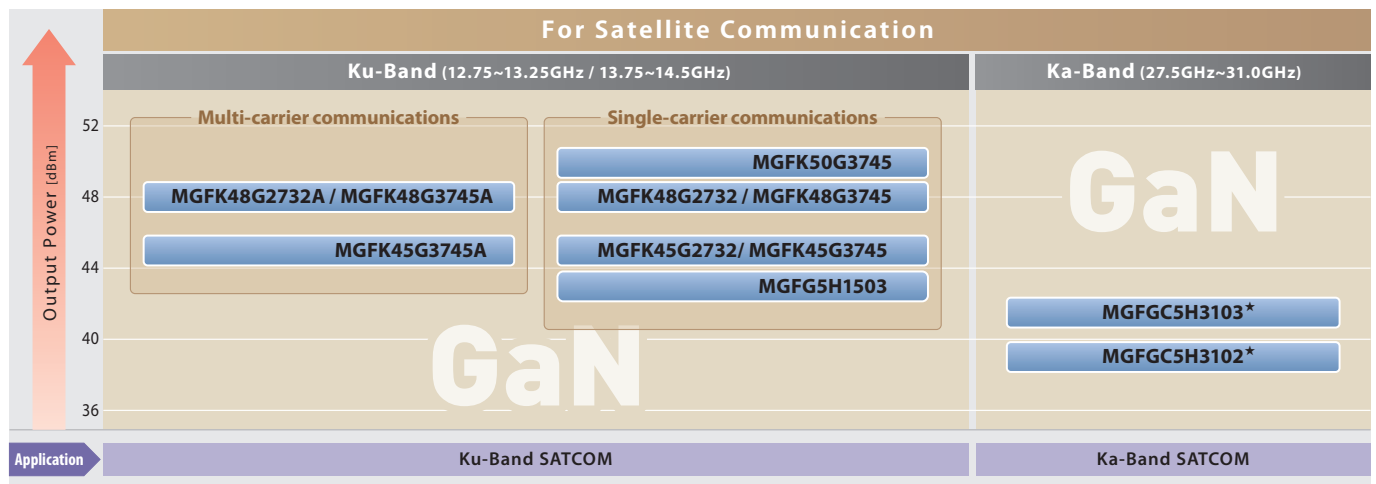 For Satellite Communication
Ku-Band (12.75~13.25GHz / 13.75~14.5GHz)
Ka-Band (27.5GHz~31.0GHz)
Output Power [dBm]
52
48
44
40
36
Multi-carrier communications
MGFK48G2732A / MGFK48G3745A
MGFK45G3745A
Single-carrier communications
MGFK50G3745
MGFK48G2732 / MGFK48G3745
MGFK45G2732/ MGFK45G3745
MGFG5H1503
GaN
GaN
MGFGC5H3103★
MGFGC5H3102★
Application
Ku-Band SATCOM
Ka-Band SATCOM